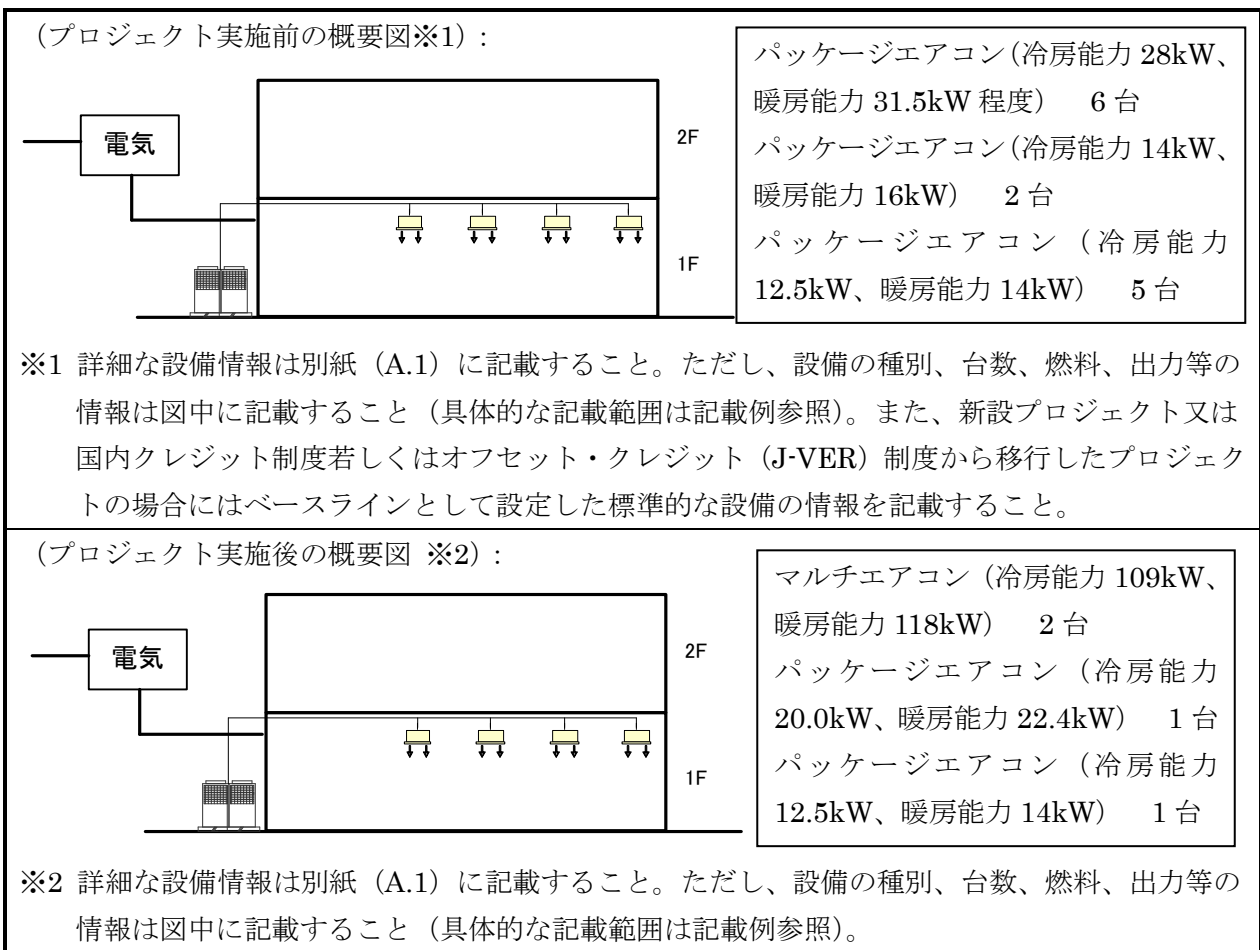 （プロジェクト実施前の概要図※1）：
電気
2F
1F
パッケージエアコン（冷房能力 28kW、
暖房能力 31.5kW 程度）　6 台
パッケージエアコン（冷房能力 14kW、
暖房能力 16kW）　2 台
パッケージエアコン（冷房能力
12.5kW、暖房能力 14kW）　5 台
※1 詳細な設備情報は別紙（A.1）に記載すること。ただし、設備の種別、台数、燃料、出力等の
情報は図中に記載すること（具体的な記載範囲は記載例参照）。また、新設プロジェクト又は
国内クレジット制度若しくはオフセット・クレジット（J-VER）制度から移行したプロジェク
トの場合にはベースラインとして設定した標準的な設備の情報を記載すること。
（プロジェクト実施後の概要図 ※2）：
電気
2F
1F
マルチエアコン（冷房能力 109kW、
暖房能力 118kW）　2 台
パッケージエアコン（冷房能力
20.0kW、暖房能力 22.4kW）　1 台
パッケージエアコン（冷房能力
12.5kW、暖房能力 14kW）　1 台
※2 詳細な設備情報は別紙（A.1）に記載すること。ただし、設備の種別、台数、燃料、出力等の
情報は図中に記載すること（具体的な記載範囲は記載例参照）。